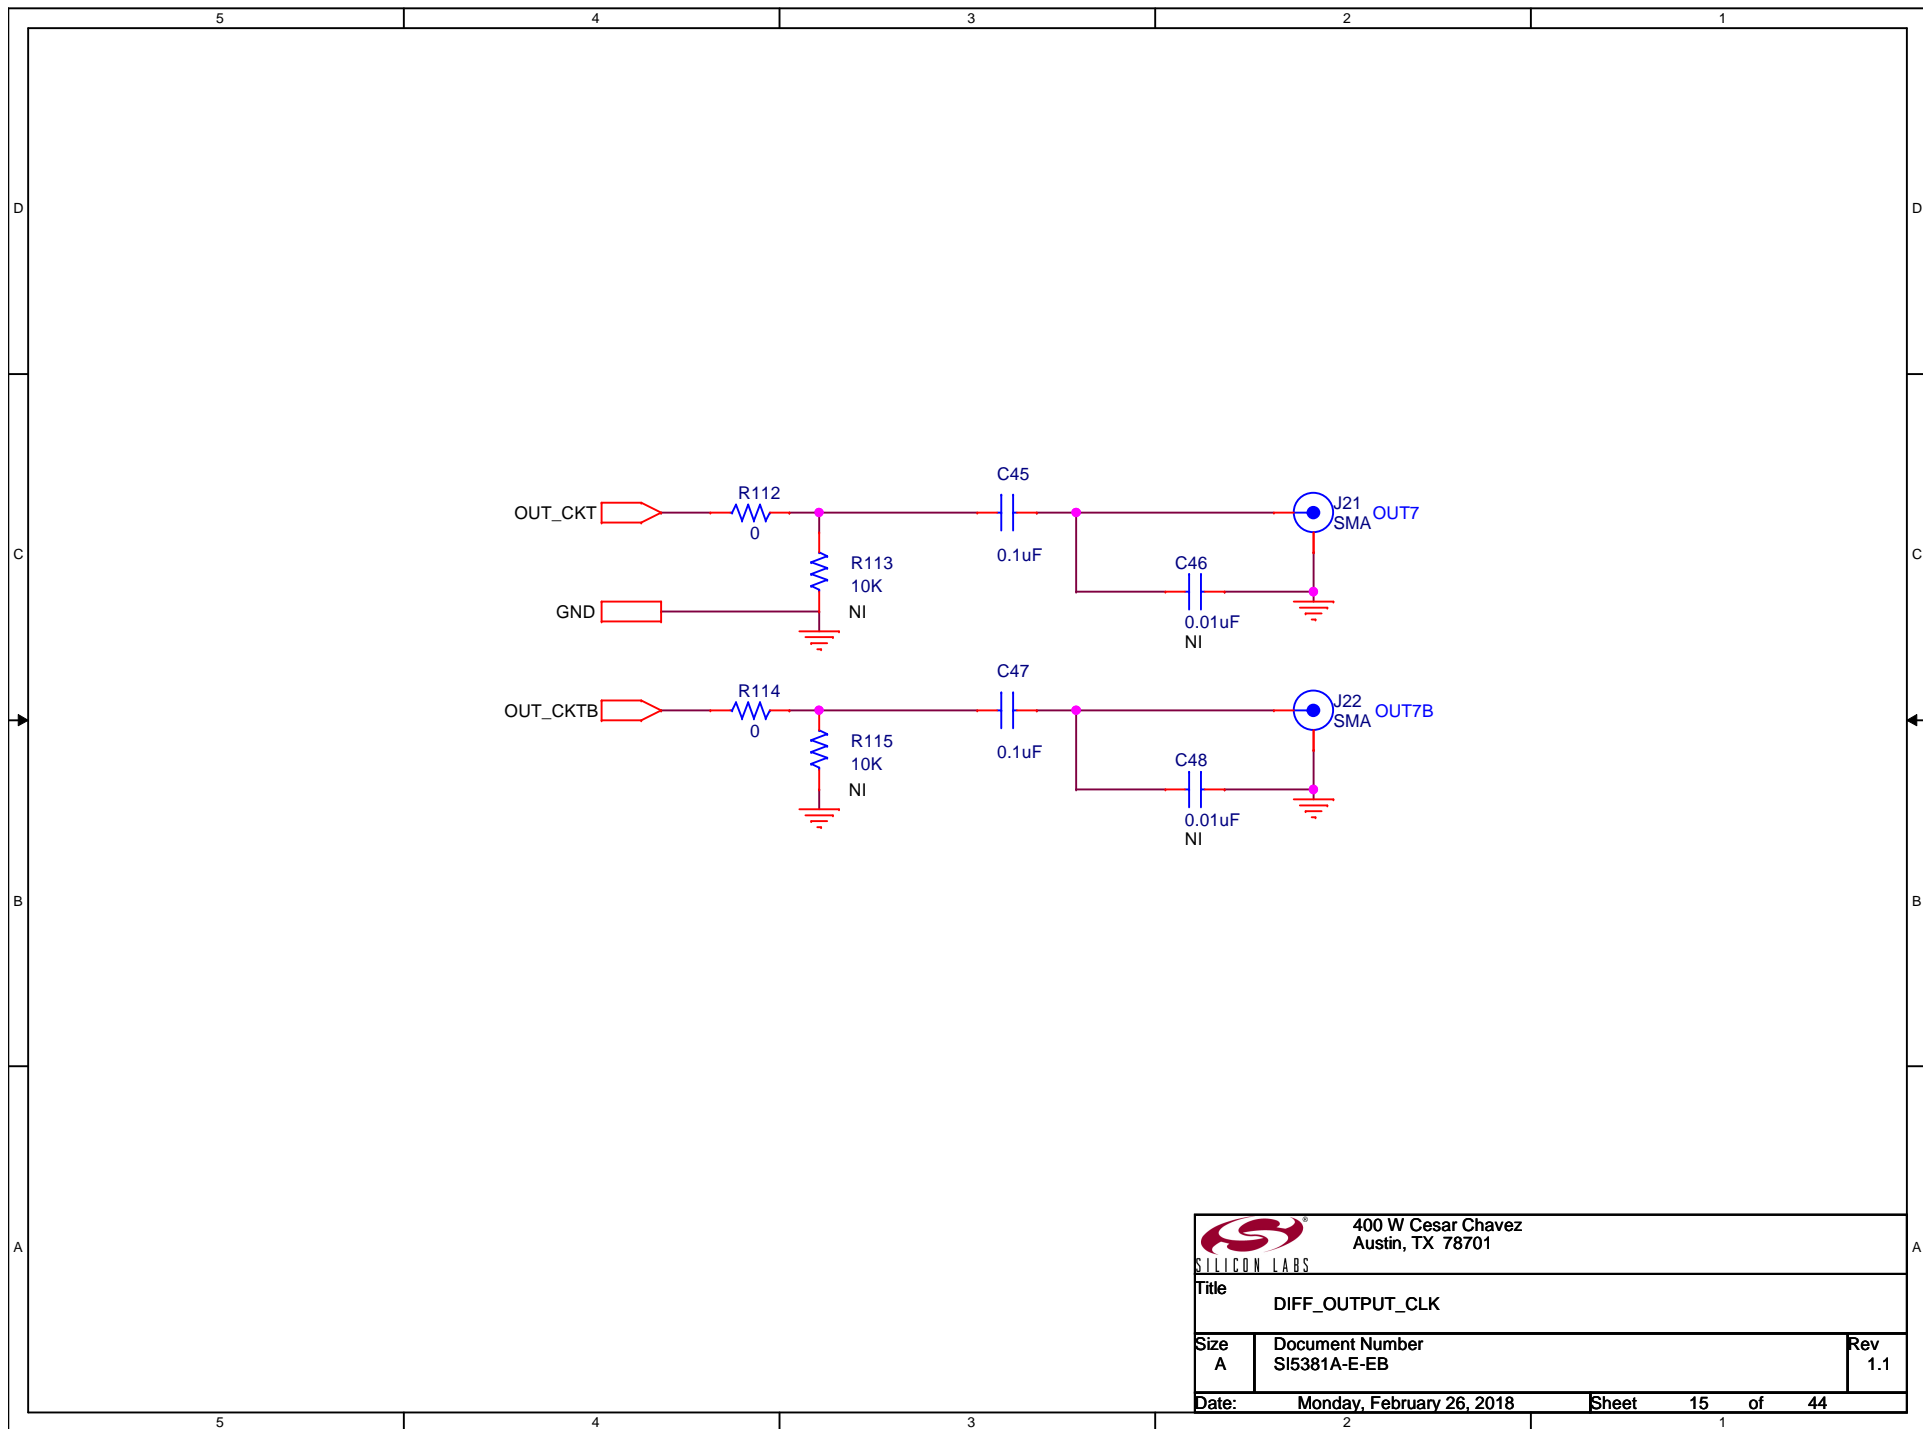 5 4 3 2 1
D D
C45
R112
OUT_CKT
0
J21
SMA OUT7
C C
0.1uF
R113
10K
NI
C46
0.01uF
NI
GND
C47
R114
OUT_CKTB
0
J22
SMA OUT7B
0.1uF
R115
10K
NI
C48
0.01uF
NI
B B
A A
400 W Cesar Chavez
Austin, TX 78701
®
SILICON LABS
Title
DIFF_OUTPUT_CLK
Size Document Number Rev
A SI5381A-E-EB 1.1
Date: Monday, February 26, 2018 Sheet 15 of 44
5 4 3 2 1